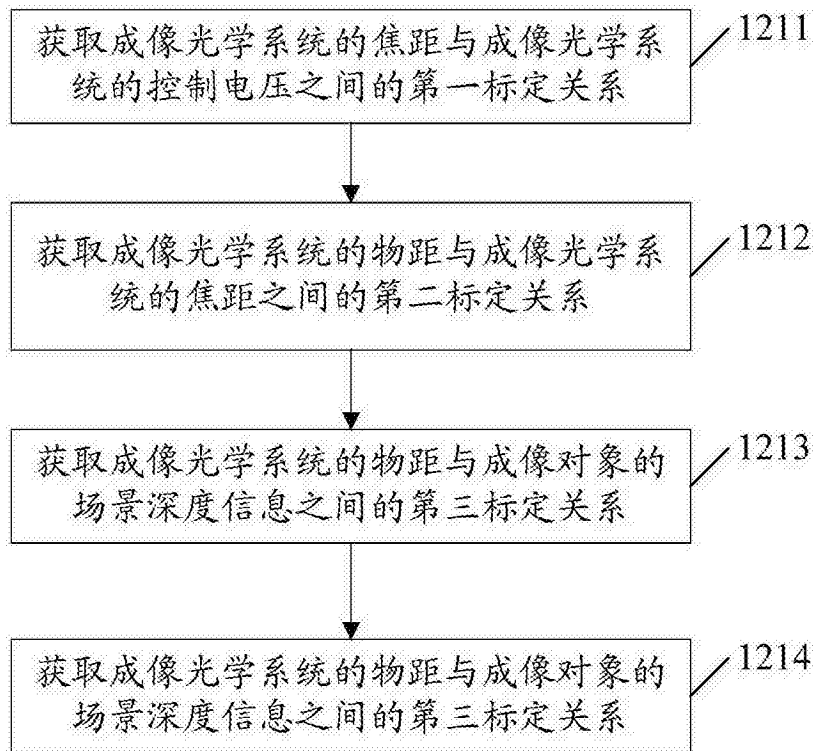 获取成像光学系统的焦距与成像光学系
统的控制电压之间的第一标定关系
1211
获取成像光学系统的物距与成像光学系
统的焦距之间的第二标定关系
1212
获取成像光学系统的物距与成像对象的
场景深度信息之间的第三标定关系
1213
获取成像光学系统的物距与成像对象的
场景深度信息之间的第三标定关系
1214